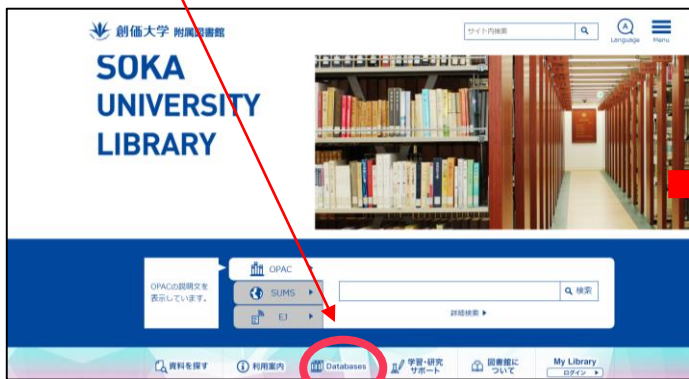 創価大学 附属図書館
サイト内検索
Language
Menu
SOKA
UNIVERSITY
LIBRARY
OPACの説明文を
表示しています。
OPAC
SUMS
EJ
検索
詳細検索
資料を探す
利用案内
Databases
学習・研究
サポート
図書館に
ついて
My Library
ログイン